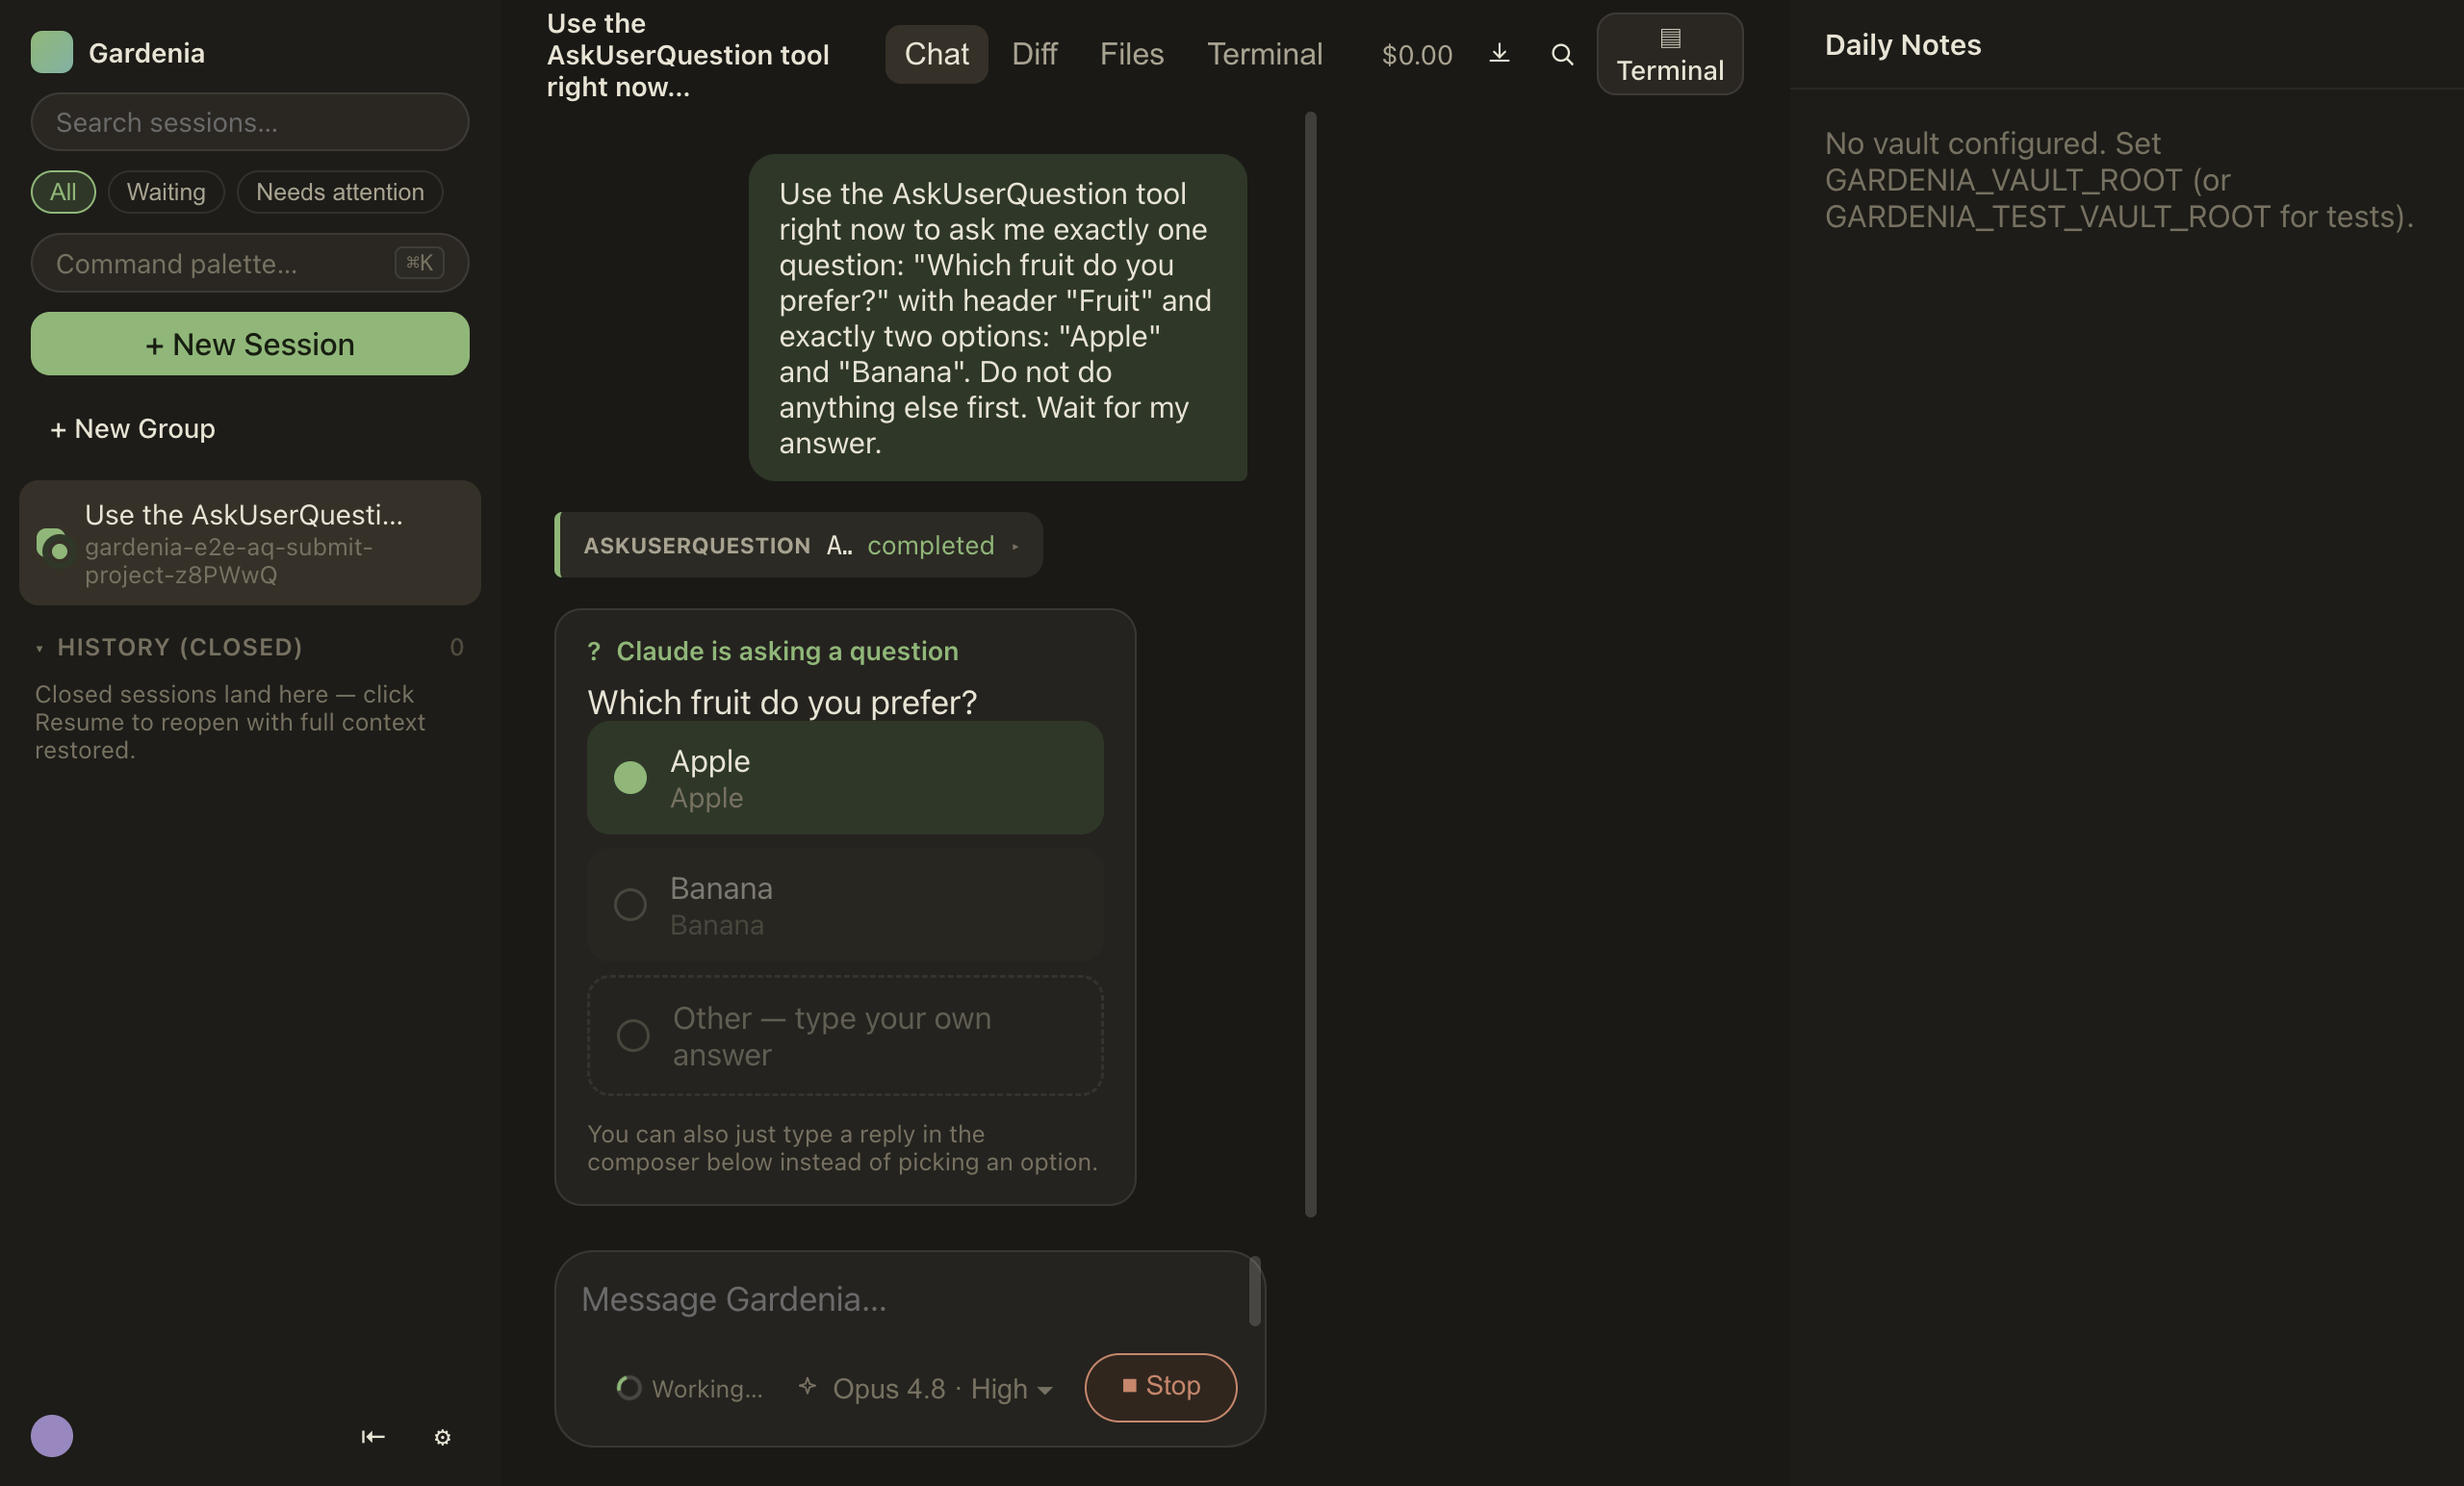 Gardenia
Search sessions...
All
Waiting
Needs attention
Command palette...
⌘K
+ New Session
+ New Group
Use the AskUserQuesti...
gardenia-e2e-aq-submit-
project-z8PWwQ
HISTORY (CLOSED)
0
Closed sessions land here — click
Resume to reopen with full context
restored.
Use the
AskUserQuestion tool
right now...
Chat
Diff
Files
Terminal
$0.00
Terminal
Use the AskUserQuestion tool
right now to ask me exactly one
question: "Which fruit do you
prefer?" with header "Fruit" and
exactly two options: "Apple"
and "Banana". Do not do
anything else first. Wait for my
answer.
ASKUSERQUESTION A.. completed
? Claude is asking a question
Which fruit do you prefer?
Apple
Apple
Banana
Banana
Other — type your own
answer
You can also just type a reply in the
composer below instead of picking an option.
Message Gardenia...
Working...
Opus 4.8 · High
Stop
Daily Notes
No vault configured. Set
GARDENIA_VAULT_ROOT (or
GARDENIA_TEST_VAULT_ROOT for tests).